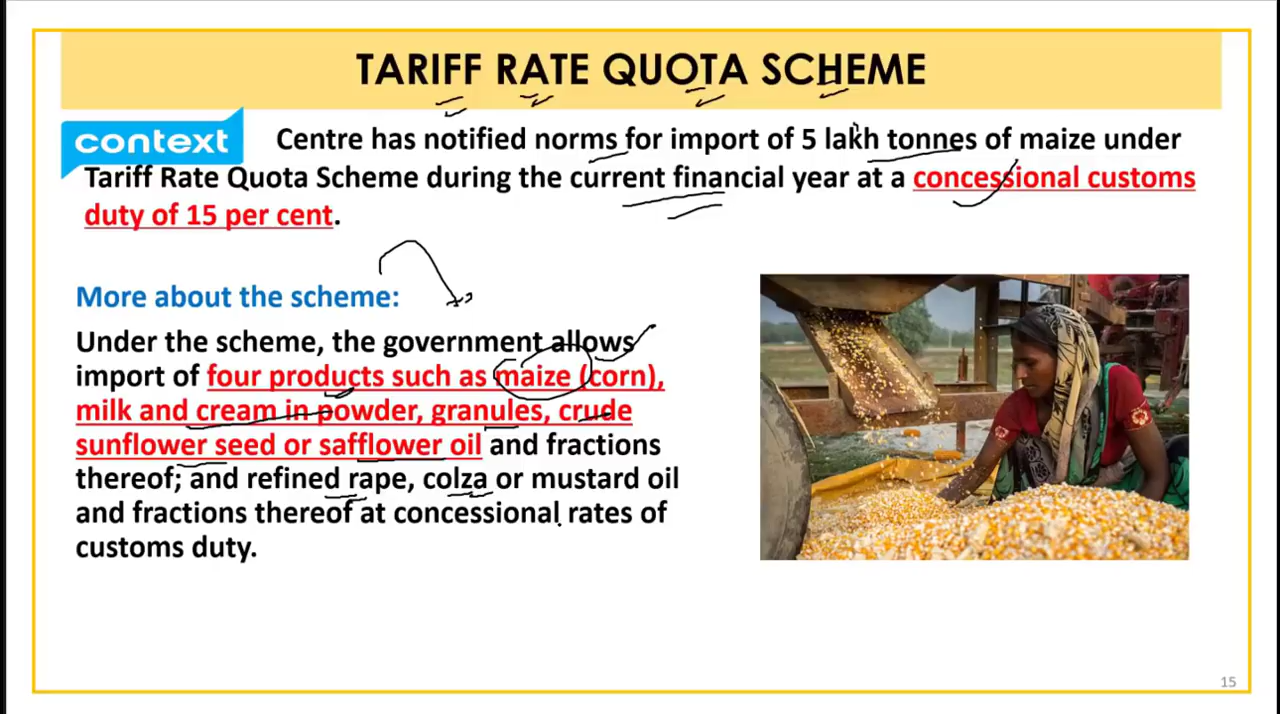 TARIFF RATE QUOTA SCHEME
context Centre has notified norms for import of 5 lakh tonnes of maize under
Tariff Rate Quota Scheme during the current financial year at a concessional customs
duty of 15 per cent.
More about the scheme:
Under the scheme, the government allows
import of four products such as maize (corn),
milk and cream in powder, granules, crude
sunflower seed or safflower oil and fractions
thereof; and refined rape, colza or mustard oil
and fractions thereof at concessional rates of
customs duty.
15